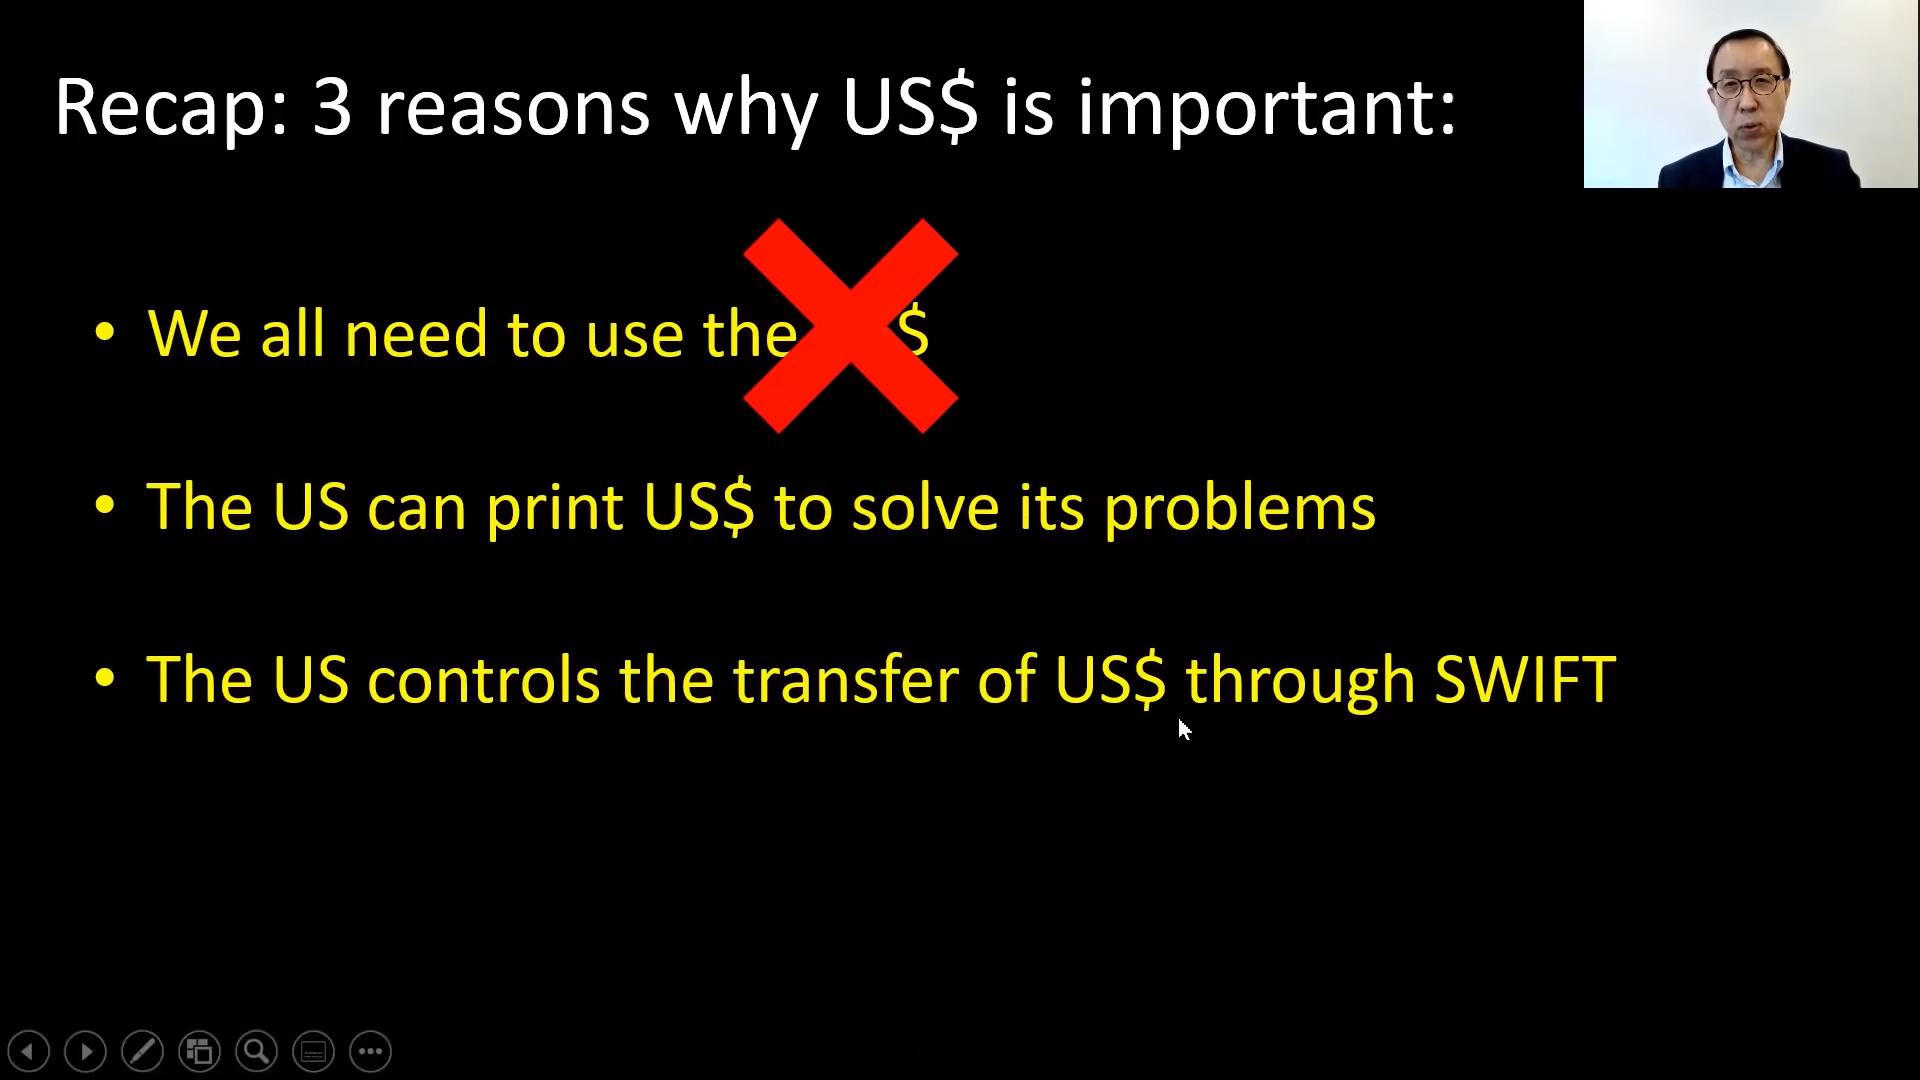 Recap: 3 reasons why US$ is important:
• We all need to use the $
• The US can print US$ to solve its problems
• The US controls the transfer of US$ through SWIFT